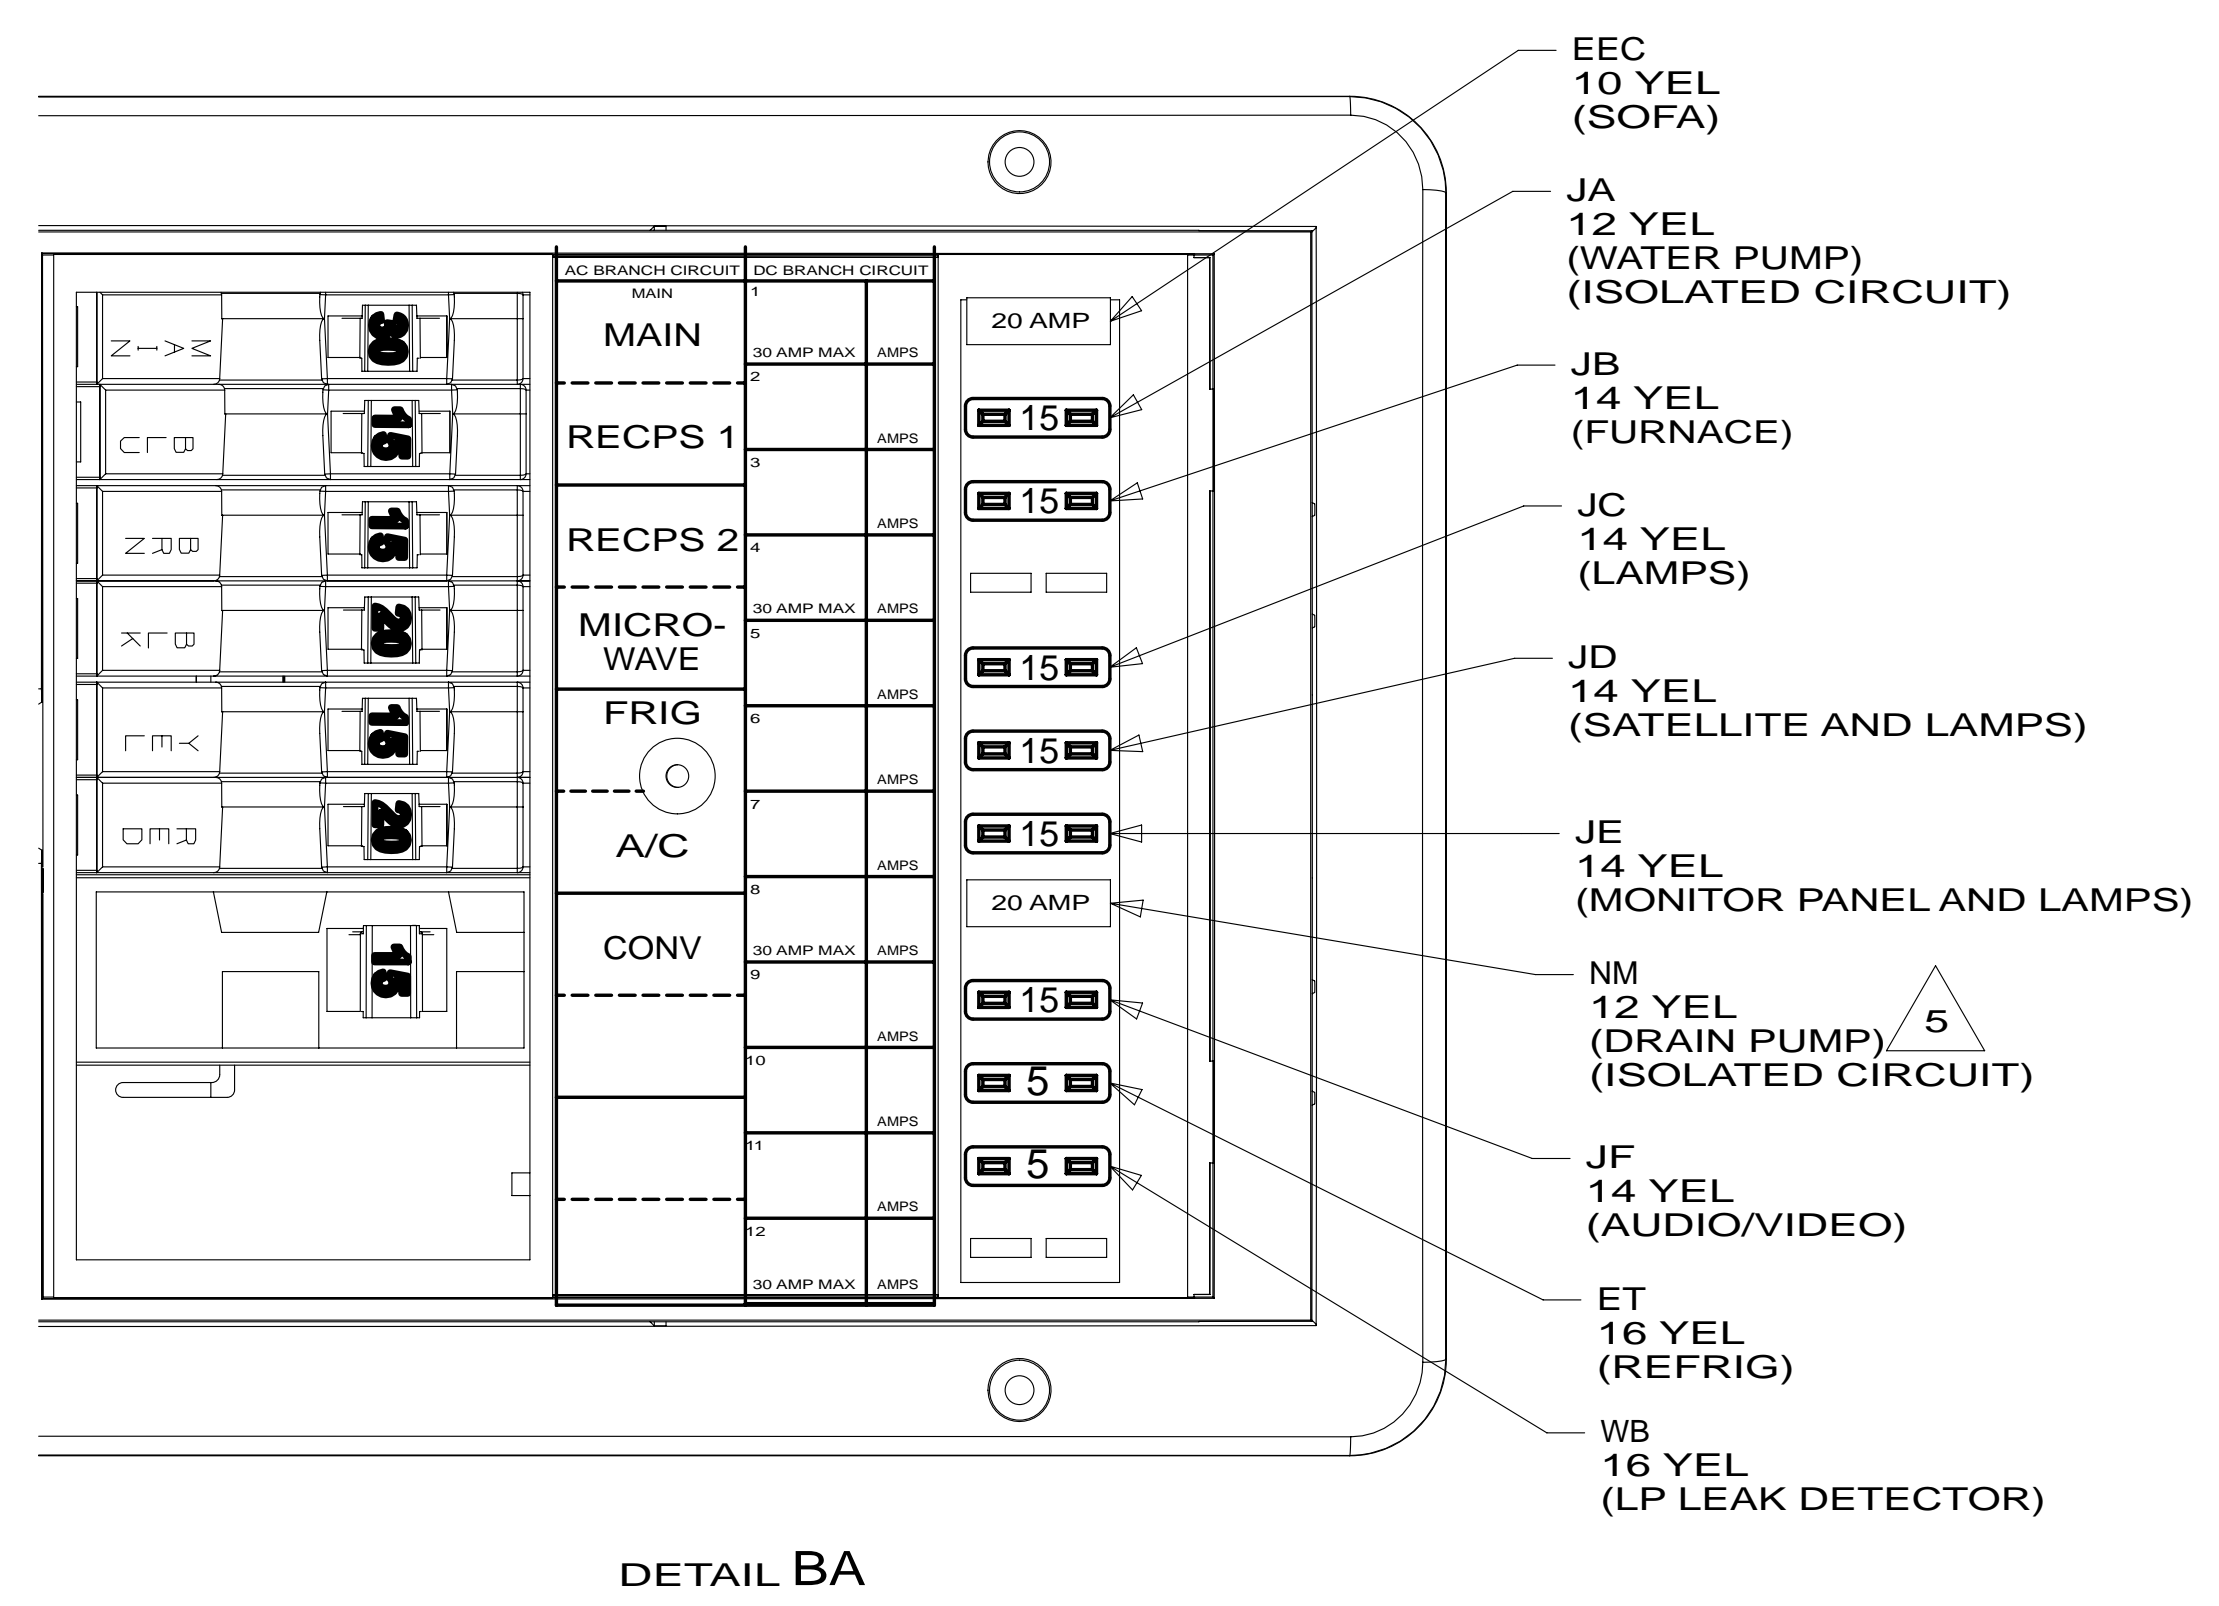 EEC
10 YEL
(SOFA)
JA
12 YEL
(WATER PUMP)
(ISOLATED CIRCUIT)
JB
14 YEL
(FURNACE)
JC
14 YEL
(LAMPS)
JD
14 YEL
(SATELLITE AND LAMPS)
JE
14 YEL
(MONITOR PANEL AND LAMPS)
NM
12 YEL
(DRAIN PUMP)
(ISOLATED CIRCUIT)
5
JF
14 YEL
(AUDIO/VIDEO)
ET
16 YEL
(REFRIG)
WB
16 YEL
(LP LEAK DETECTOR)
MAIN
30
BLU
15
BRN
15
BLK
20
YEL
15
RED
20
15
AC BRANCH CIRCUIT
MAIN
MAIN
RECPS 1
RECPS 2
MICRO-
WAVE
FRIG
A/C
CONV
DC BRANCH CIRCUIT
1
30 AMP MAX AMPS
2
AMPS
3
AMPS
4
30 AMP MAX AMPS
5
AMPS
6
AMPS
7
AMPS
8
30 AMP MAX AMPS
9
AMPS
10
AMPS
11
AMPS
12
30 AMP MAX AMPS
20 AMP
15
15
15
15
15
20 AMP
15
5
5
DETAIL BA